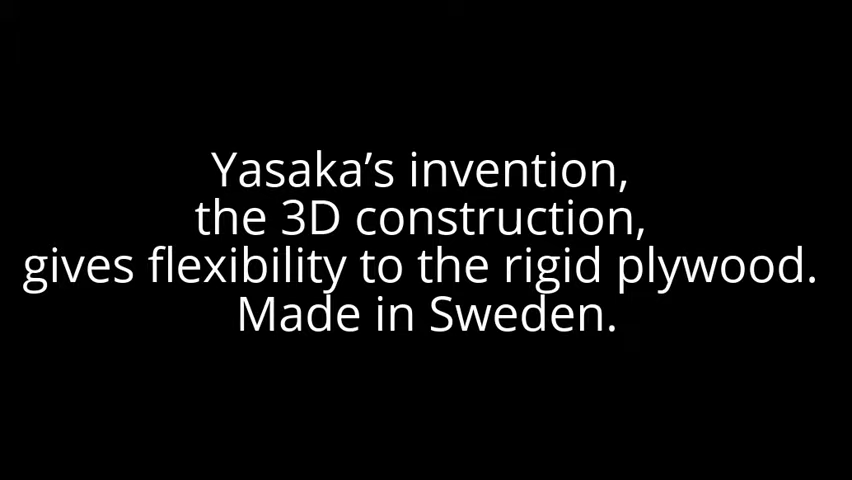 Yasaka’s invention,
the 3D construction,
gives flexibility to the rigid plywood.
Made in Sweden.